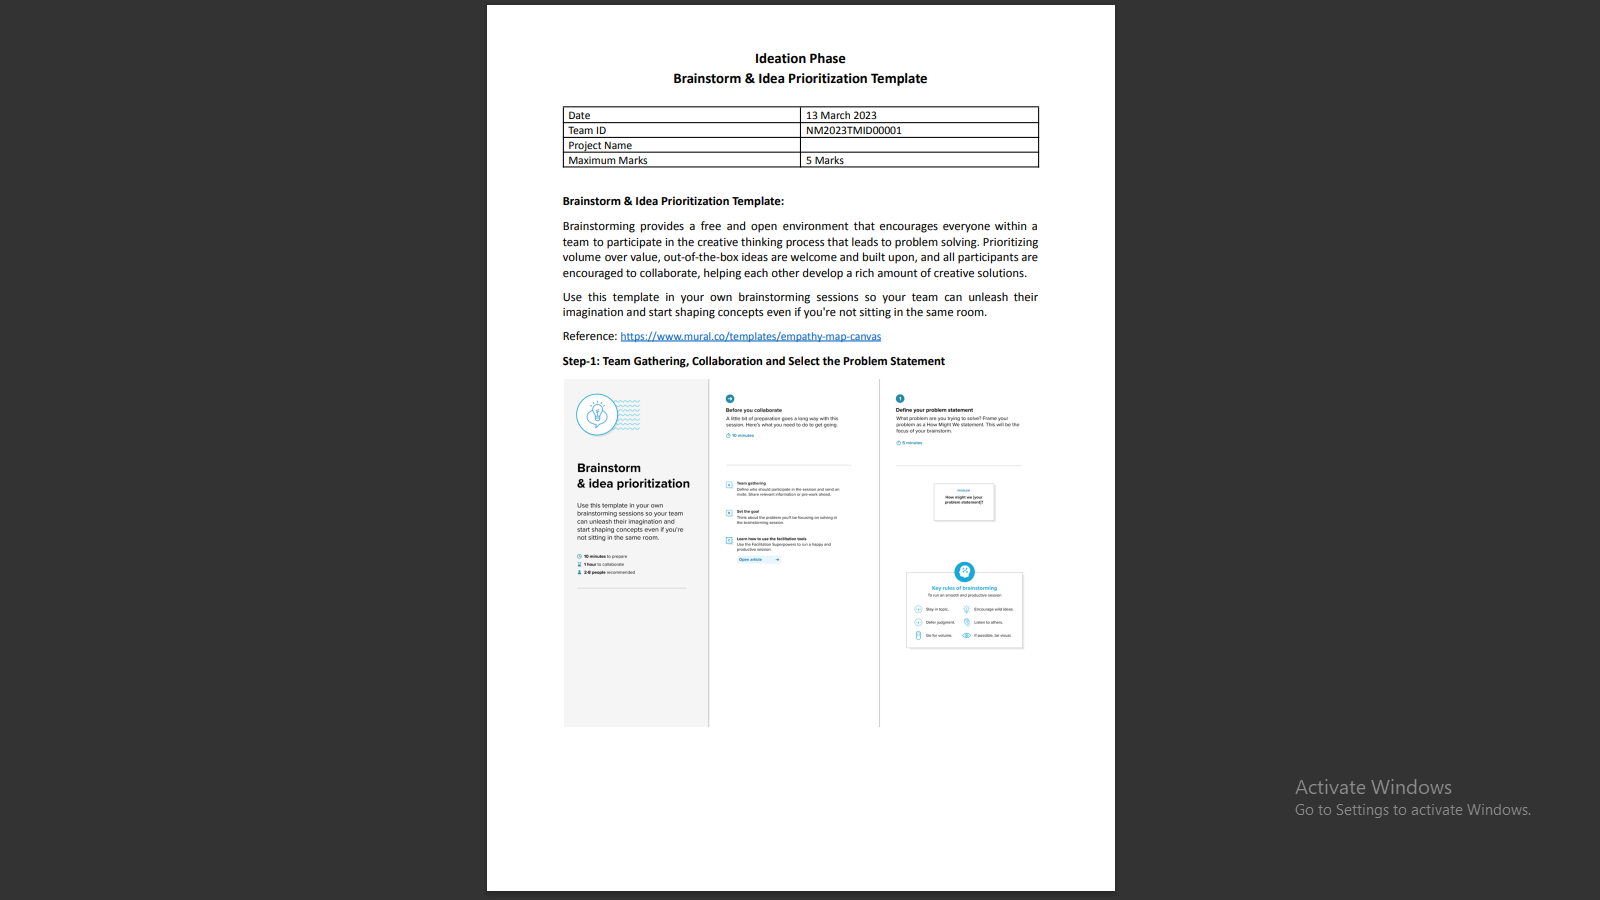 Ideation Phase
Brainstorm & Idea Prioritization Template
Date 13 March 2023
Team ID NM2023TMID00001
Project Name
Maximum Marks 5 Marks
Brainstorm & Idea Prioritization Template:
Brainstorming provides a free and open environment that encourages everyone within a
team to participate in the creative thinking process that leads to problem solving. Prioritizing
volume over value, out-of-the-box ideas are welcome and built upon, and all participants are
encouraged to collaborate, helping each other develop a rich amount of creative solutions.
Use this template in your own brainstorming sessions so your team can unleash their
imagination and start shaping concepts even if you're not sitting in the same room.
Reference: https://www.mural.co/templates/empathy-map-canvas
Step-1: Team Gathering, Collaboration and Select the Problem Statement
Brainstorm
& idea prioritization
Use this template in your own
brainstorming sessions so your team
can unleash their imagination and
start shaping concepts even if you're
not sitting in the same room.
10 minutes to prepare
1 hour to collaborate
2-8 people recommended
Before you collaborate
A little bit of preparation goes a long way with this
session. Here's what you need to do to get going.
10 minutes
A
Team gathering
Define who should participate in the session and send an
invite. Share relevant information or pre-work ahead.
B
Set the goal
Think about the problem you'll be focusing on solving in
the brainstorming session.
C
Learn how to use the facilitation tools
Use the Facilitation Superpowers to run a happy and
productive session.
Open article
1
Define your problem statement
What problem are you trying to solve? Frame your
problem as a How Might We statement. This will be the
focus of your brainstorm.
5 minutes
PROBLEM
How might we [your
problem statement]?
Key rules of brainstorming
To run an smooth and productive session
Stay in topic. Encourage wild ideas.
Defer judgment. Listen to others.
Go for volume. If possible, be visual.
Activate Windows
Go to Settings to activate Windows.